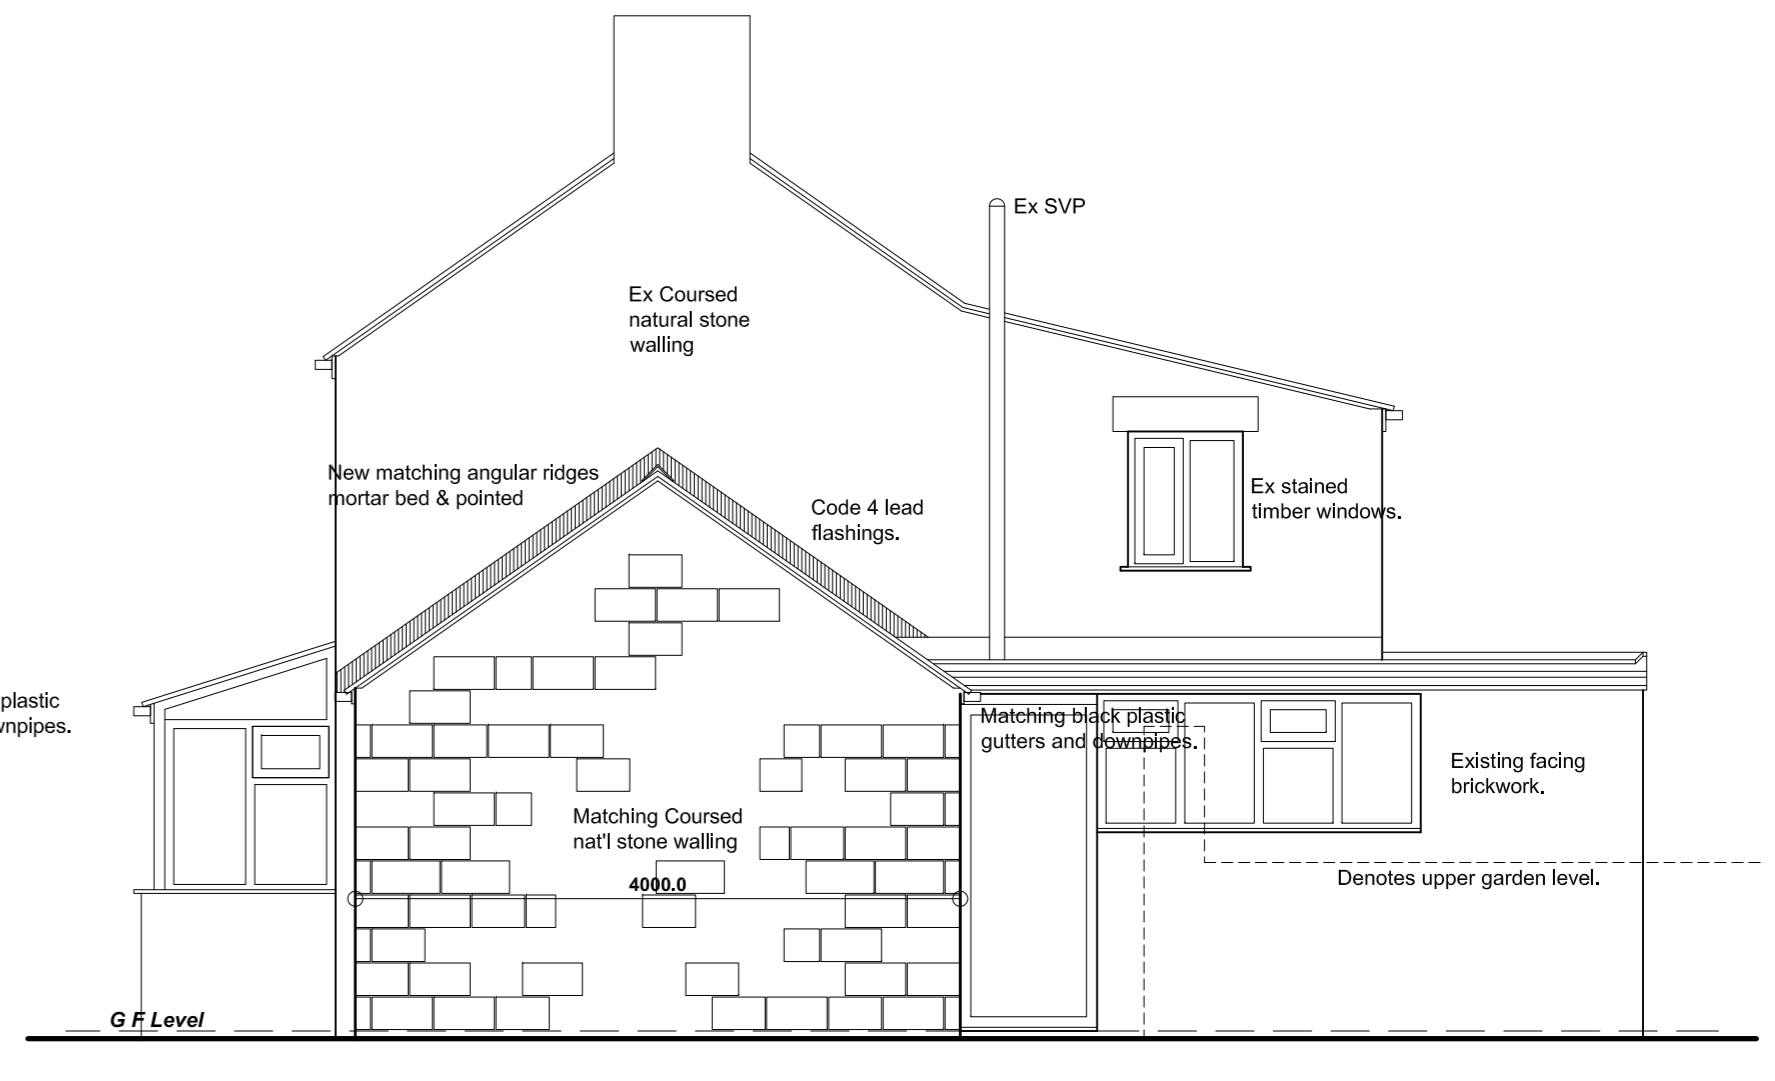 Ex SVP
Ex Coursed
natural stone
walling
New matching angular ridges
mortar bed & pointed
Code 4 lead
flashings.
Ex stained
timber windows.
plastic
wnpipes.
Matching black plastic
gutters and downpipes.
Existing facing
brickwork.
Matching Coursed
nat'l stone walling
4000.0
Denotes upper garden level.
G F Level